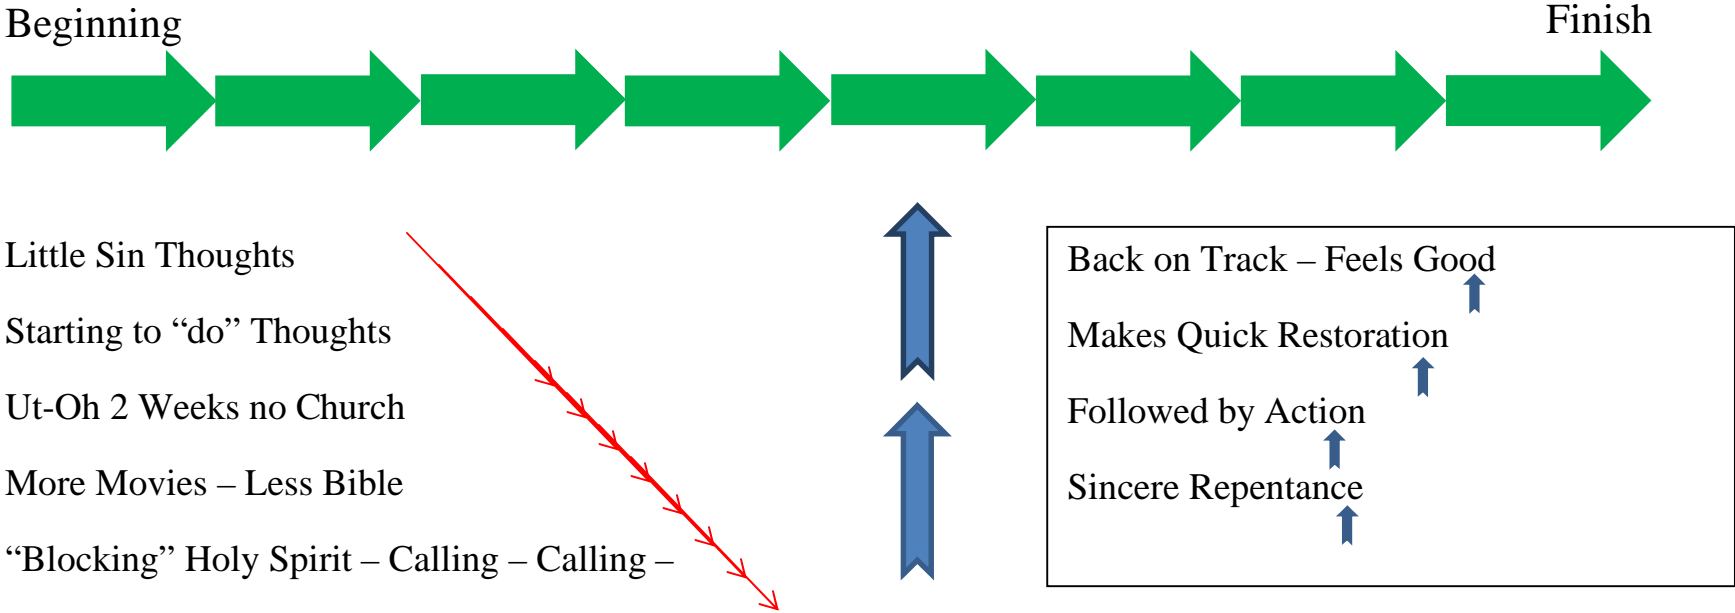 Beginning
Finish
Little Sin Thoughts
Starting to “do” Thoughts
Ut-Oh 2 Weeks no Church
More Movies – Less Bible
“Blocking” Holy Spirit – Calling – Calling –
Back on Track – Feels Good
Makes Quick Restoration
Followed by Action
Sincere Repentance